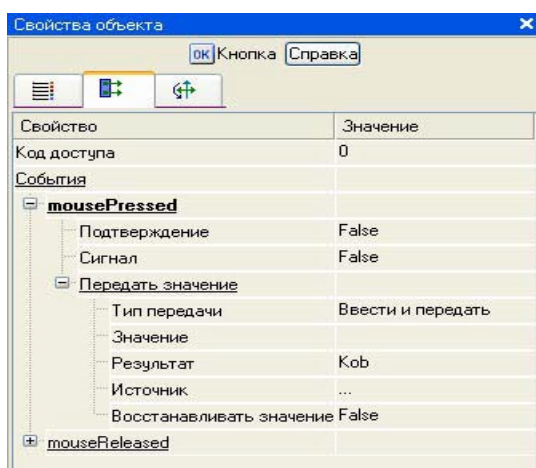 Свойства объекта
ОК Кнопка Справка
Свойство Значение
Код доступа 0
События
mousePressed
Подтверждение False
Сигнал False
Передать значение
Тип передачи Ввести и передать
Значение
Результат Kob
Источник ...
Восстанавливать значение False
mouseReleased